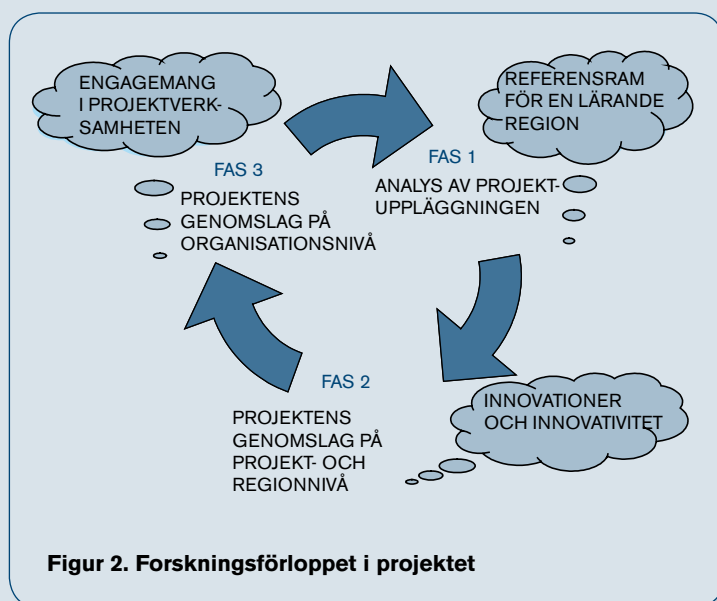 ENGAGEMANG
I PROJEKTVERK-
SAMHETEN
REFERENSRAM
FÖR EN LÄRANDE
REGION
FAS 1
ANALYS AV PROJEKT-
UPPLÄGGNINGEN
FAS 3
PROJEKTENS
GENOMSLAG PÅ
ORGANISATIONSNIVÅ
FAS 2
PROJEKTENS
GENOMSLAG PÅ
PROJEKT- OCH
REGIONNIVÅ
INNOVATIONER
OCH INNOVATIVITET
Figur 2. Forskningsförloppet i projektet